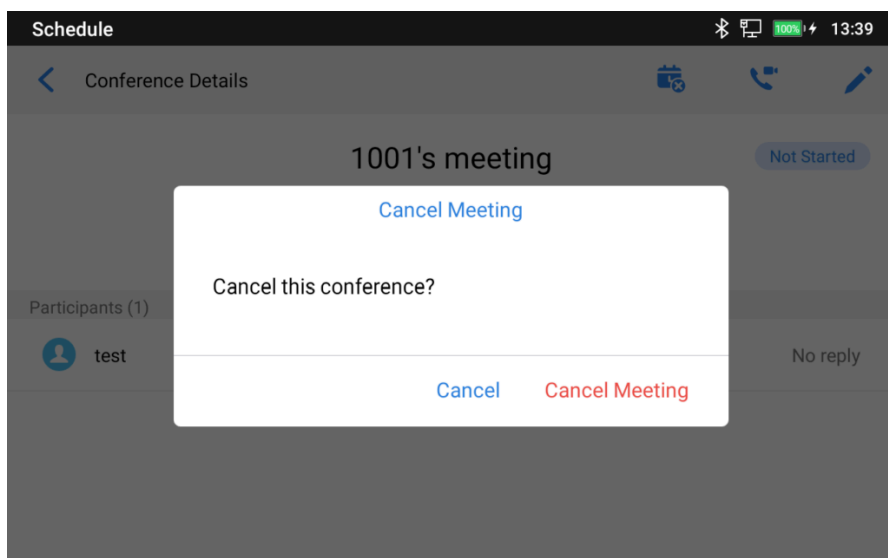 Schedule 100% 13:39
Conference Details
1001's meeting Not Started
Cancel Meeting
Cancel this conference?
Participants (1)
test No reply
Cancel Cancel Meeting